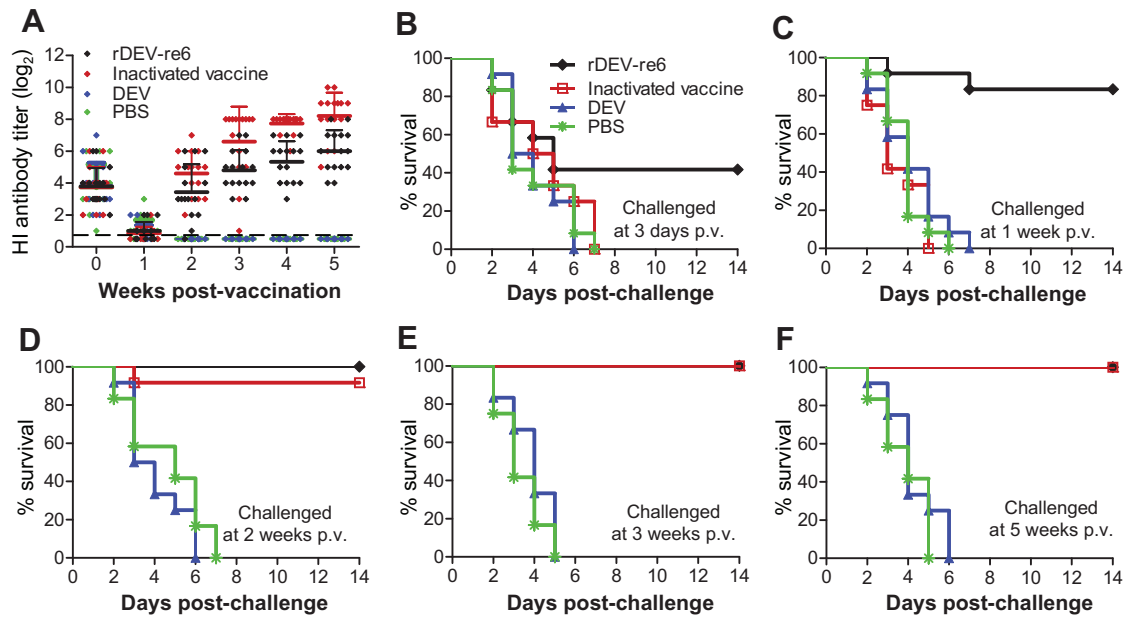 A
HI antibody titer (log2)
12
10
8
6
4
2
0
rDEV-re6
Inactivated vaccine
DEV
PBS
0 1 2 3 4 5
Weeks post-vaccination
B
% survival
100
80
60
40
20
0
rDEV-re6
Inactivated vaccine
DEV
PBS
Challenged
at 3 days p.v.
0 2 4 6 8 10 12 14
Days post-challenge
C
% survival
100
80
60
40
20
0
Challenged
at 1 week p.v.
0 2 4 6 8 10 12 14
Days post-challenge
D
% survival
100
80
60
40
20
0
Challenged
at 2 weeks p.v.
0 2 4 6 8 10 12 14
Days post-challenge
E
% survival
100
80
60
40
20
0
Challenged
at 3 weeks p.v.
0 2 4 6 8 10 12 14
Days post-challenge
F
% survival
100
80
60
40
20
0
Challenged
at 5 weeks p.v.
0 2 4 6 8 10 12 14
Days post-challenge